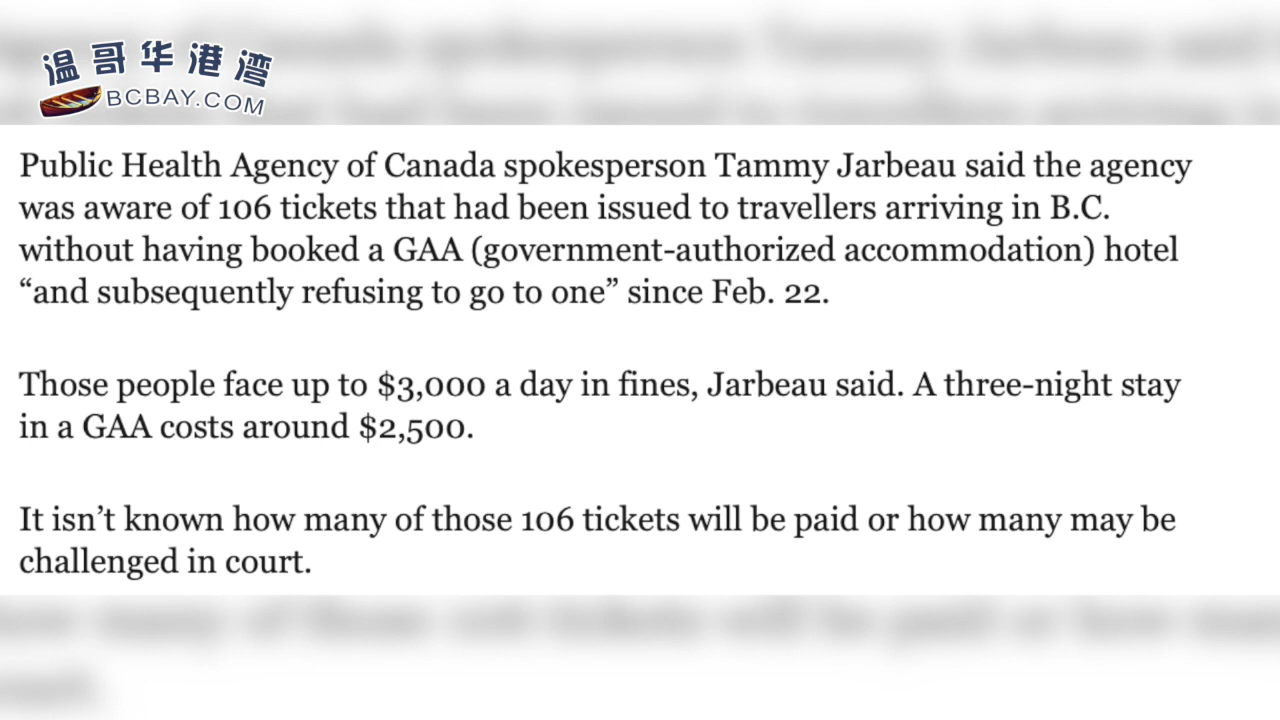 温哥华港湾
BCBAY.COM
Public Health Agency of Canada spokesperson Tammy Jarbeau said the agency
was aware of 106 tickets that had been issued to travellers arriving in B.C.
without having booked a GAA (government-authorized accommodation) hotel
“and subsequently refusing to go to one” since Feb. 22.
Those people face up to $3,000 a day in fines, Jarbeau said. A three-night stay
in a GAA costs around $2,500.
It isn’t known how many of those 106 tickets will be paid or how many may be
challenged in court.